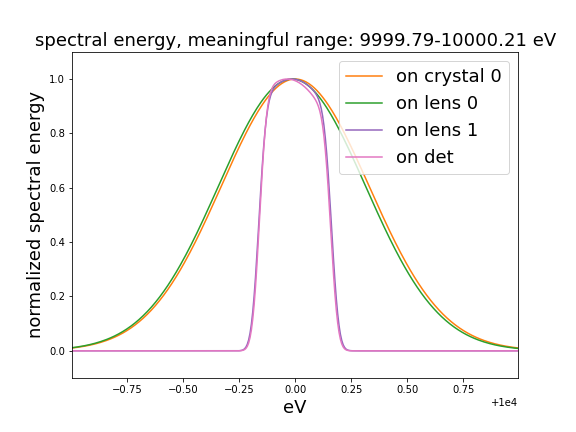 spectral energy, meaningful range: 9999.79-10000.21 eV
1.0
on crystal 0
on lens 0
on lens 1
on det
0.8
0.6
0.4
0.2
0.0
normalized spectral energy
−0.75
−0.50
−0.25
0.00
0.25
0.50
0.75
eV
+1e4